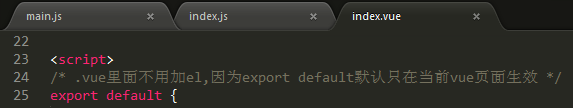 main.js × index.js × index.vue ×
22
23 <script>
24 /* .vue里面不用加el,因为export default默认只在当前vue页面生效 */
25 export default {